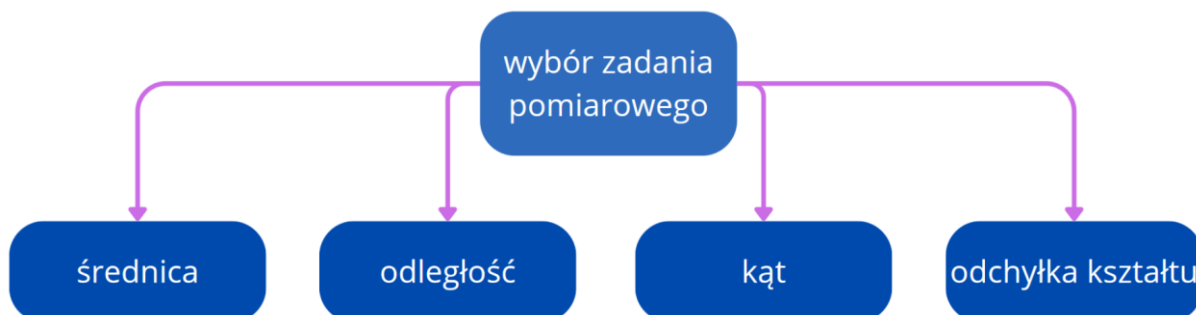 wybór zadania
pomiarowego
średnica
odległość
kąt
odchyłka kształtu